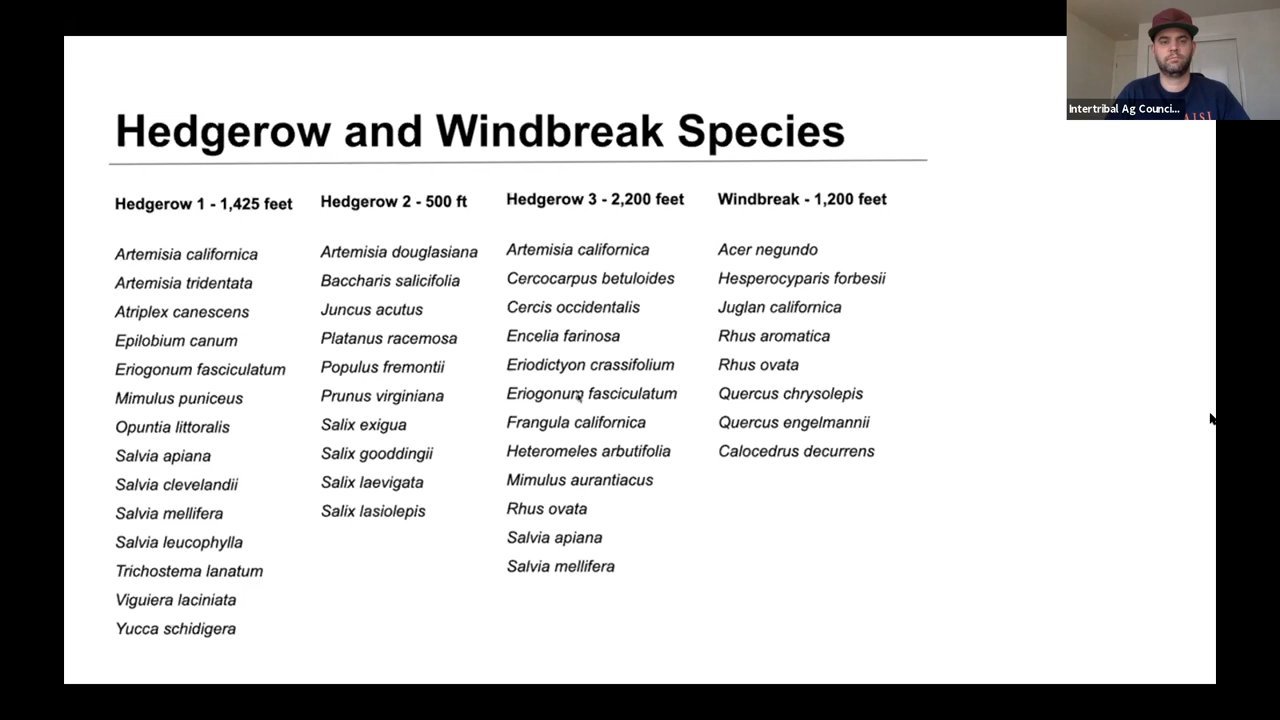 Hedgerow and Windbreak Species
Hedgerow 1 - 1,425 feet
Artemisia californica
Artemisia tridentata
Atriplex canescens
Epilobium canum
Eriogonum fasciculatum
Mimulus puniceus
Opuntia littoralis
Salvia apiana
Salvia clevelandii
Salvia mellifera
Salvia leucophylla
Trichostema lanatum
Viguiera laciniata
Yucca schidigera
Hedgerow 2 - 500 ft
Artemisia douglasiana
Baccharis salicifolia
Juncus acutus
Platanus racemosa
Populus fremontii
Prunus virginiana
Salix exigua
Salix gooddingii
Salix laevigata
Salix lasiolepis
Hedgerow 3 - 2,200 feet
Artemisia californica
Cercocarpus betuloides
Cercis occidentalis
Encelia farinosa
Eriodictyon crassifolium
Eriogonum fasciculatum
Frangula californica
Heteromeles arbutifolia
Mimulus aurantiacus
Rhus ovata
Salvia apiana
Salvia mellifera
Windbreak - 1,200 feet
Acer negundo
Hesperocyparis forbesii
Juglan californica
Rhus aromatica
Rhus ovata
Quercus chrysolepis
Quercus engelmannii
Calocedrus decurrens
Intertribal Ag Counci...